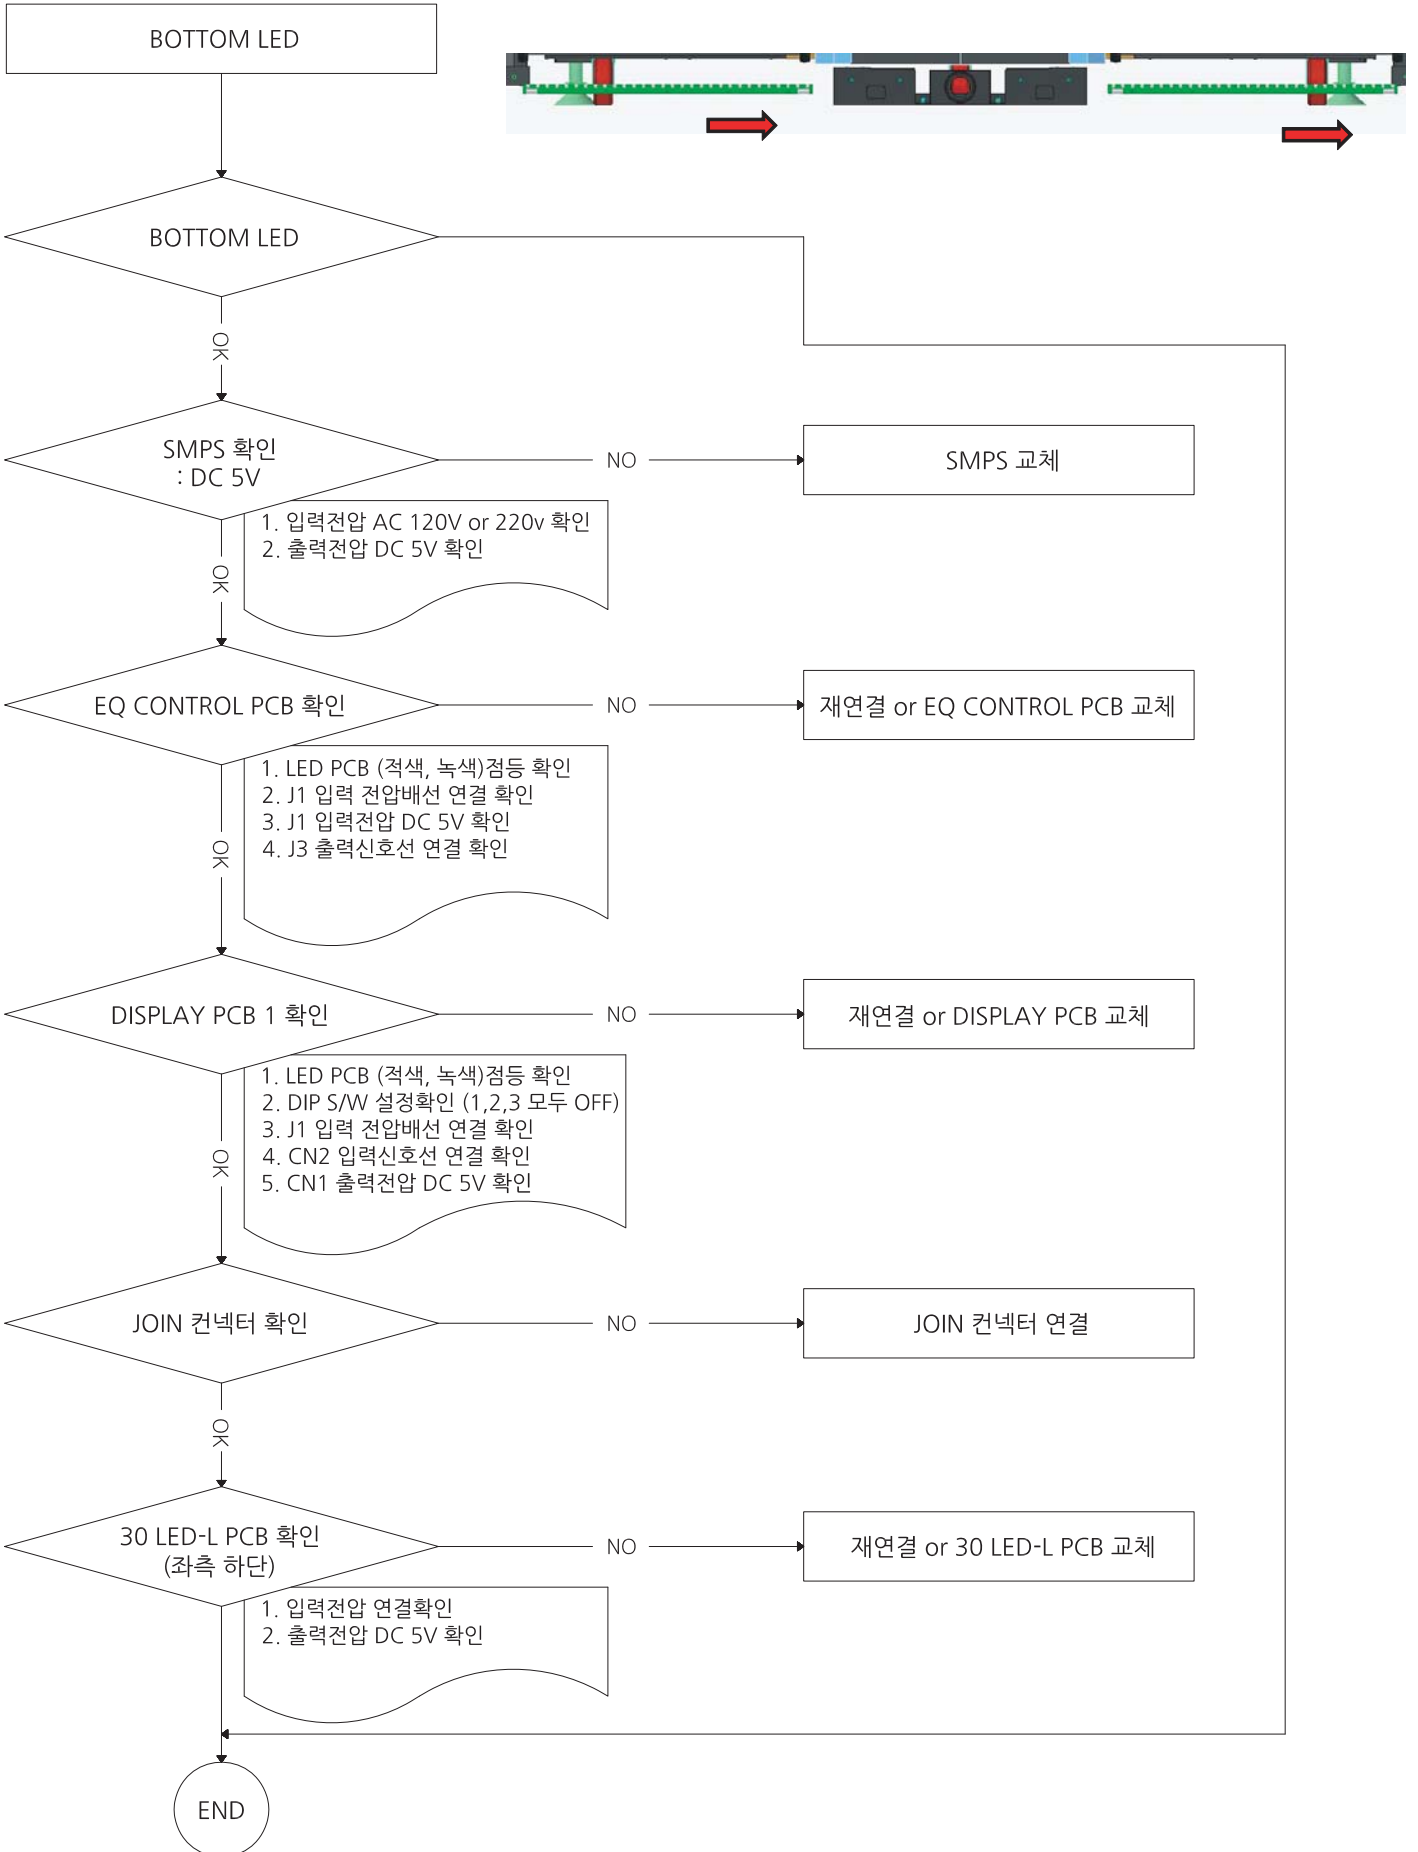 BOTTOM LED
BOTTOM LED
OK
SMPS 확인
: DC 5V
NO
SMPS 교체
1. 입력전압 AC 120V or 220v 확인
2. 출력전압 DC 5V 확인
OK
EQ CONTROL PCB 확인
NO
재연결 or EQ CONTROL PCB 교체
1. LED PCB (적색, 녹색)점등 확인
2. J1 입력 전압배선 연결 확인
3. J1 입력전압 DC 5V 확인
4. J3 출력신호선 연결 확인
OK
DISPLAY PCB 1 확인
NO
재연결 or DISPLAY PCB 교체
1. LED PCB (적색, 녹색)점등 확인
2. DIP S/W 설정확인 (1,2,3 모두 OFF)
3. J1 입력 전압배선 연결 확인
4. CN2 입력신호선 연결 확인
5. CN1 출력전압 DC 5V 확인
OK
JOIN 컨넥터 확인
NO
JOIN 컨넥터 연결
OK
30 LED-L PCB 확인
(좌측 하단)
NO
재연결 or 30 LED-L PCB 교체
1. 입력전압 연결확인
2. 출력전압 DC 5V 확인
END